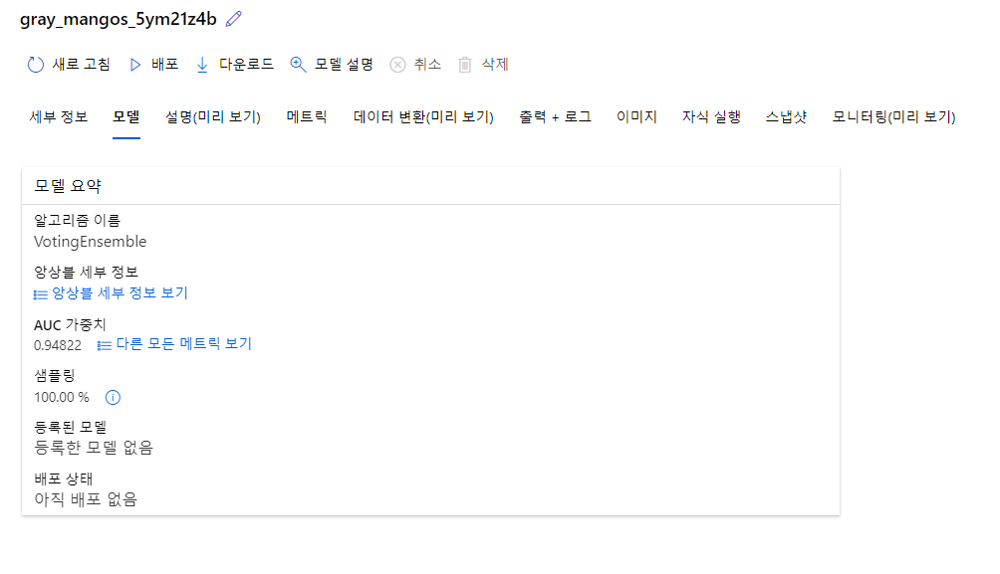 gray_mangos_5ym21z4b
새로 고침 배포 다운로드 모델 설명 취소 삭제
세부 정보 모델 설명(미리 보기) 메트릭 데이터 변환(미리 보기) 출력 + 로그 이미지 자식 실행 스냅샷 모니터링(미리 보기)
모델 요약
알고리즘 이름
VotingEnsemble
앙상블 세부 정보
앙상블 세부 정보 보기
AUC 가중치
0.94822 다른 모든 메트릭 보기
샘플링
100.00 %
등록된 모델
등록한 모델 없음
배포 상태
아직 배포 없음